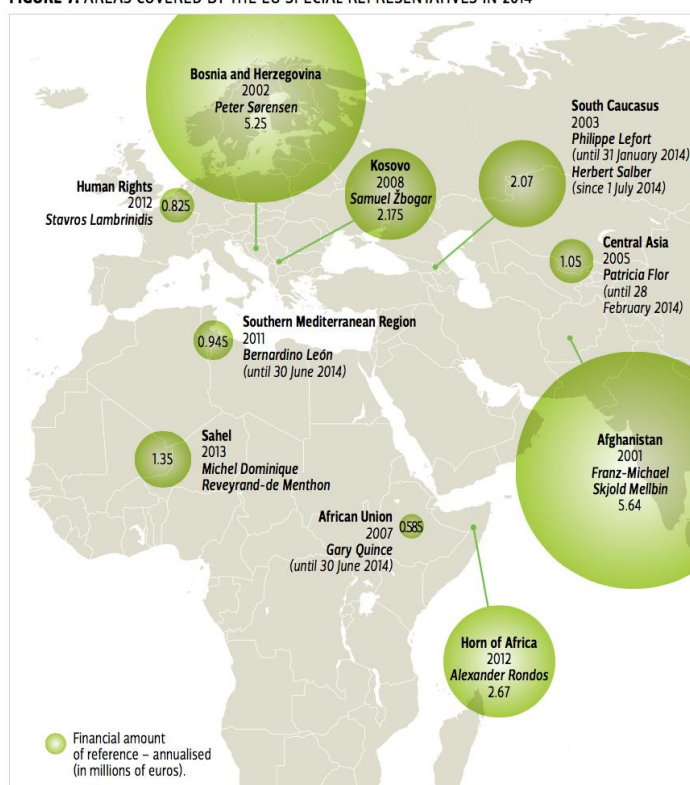 FIGURE 7: AREAS COVERED BY THE EU SPECIAL REPRESENTATIVES IN 2014
Bosnia and Herzegovina
2002
Peter Sørensen
5.25
South Caucasus
2003
Philippe Lefort
(until 31 January 2014)
Herbert Salber
(since 1 July 2014)
2.07
Kosovo
2008
Samuel Žbogar
2.175
Human Rights
2012
Stavros Lambrinidis
0.825
Central Asia
2005
Patricia Flor
(until 28
February 2014)
1.05
Southern Mediterranean Region
2011
Bernardino León
(until 30 June 2014)
0.945
Sahel
2013
Michel Dominique
Reveyrand-de Menthon
1.35
Afghanistan
2001
Franz-Michael
Skjold Mellbin
5.64
African Union
2007
Gary Quince
(until 30 June 2014)
0.585
Horn of Africa
2012
Alexander Rondos
2.67
Financial amount
of reference – annualised
(in millions of euros).